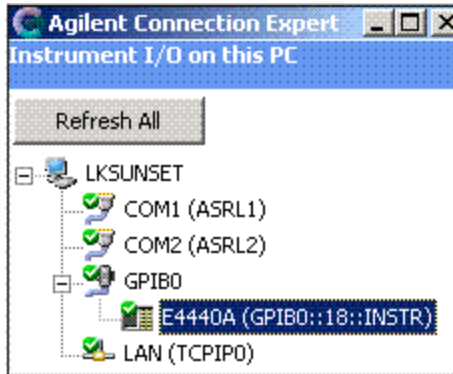 Agilent Connection Expert
Instrument I/O on this PC
Refresh All
LKSUNSET
COM1 (ASRL1)
COM2 (ASRL2)
GPIB0
E4440A (GPIB0::18::INSTR)
LAN (TCPIP0)